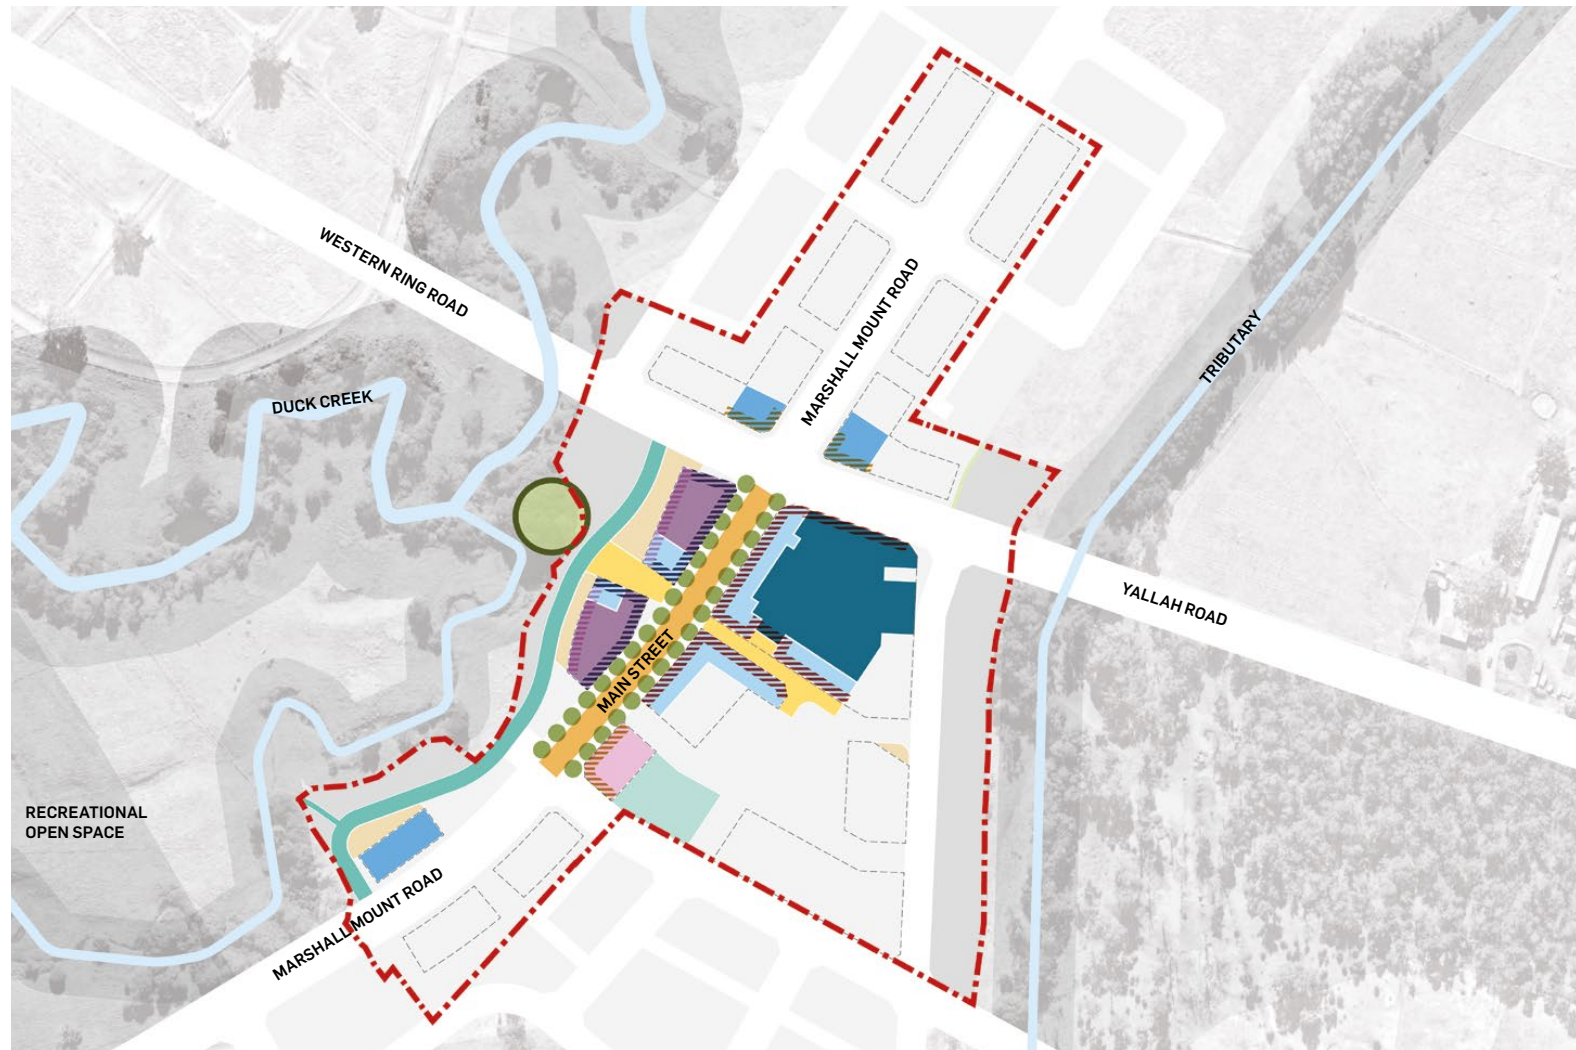 WESTERN RING ROAD
MARSHALL MOUNT ROAD
TRIBUTARY
DUCK CREEK
YALLAH ROAD
MAIN STREET
RECREATIONAL
OPEN SPACE
MARSHALL MOUNT ROAD